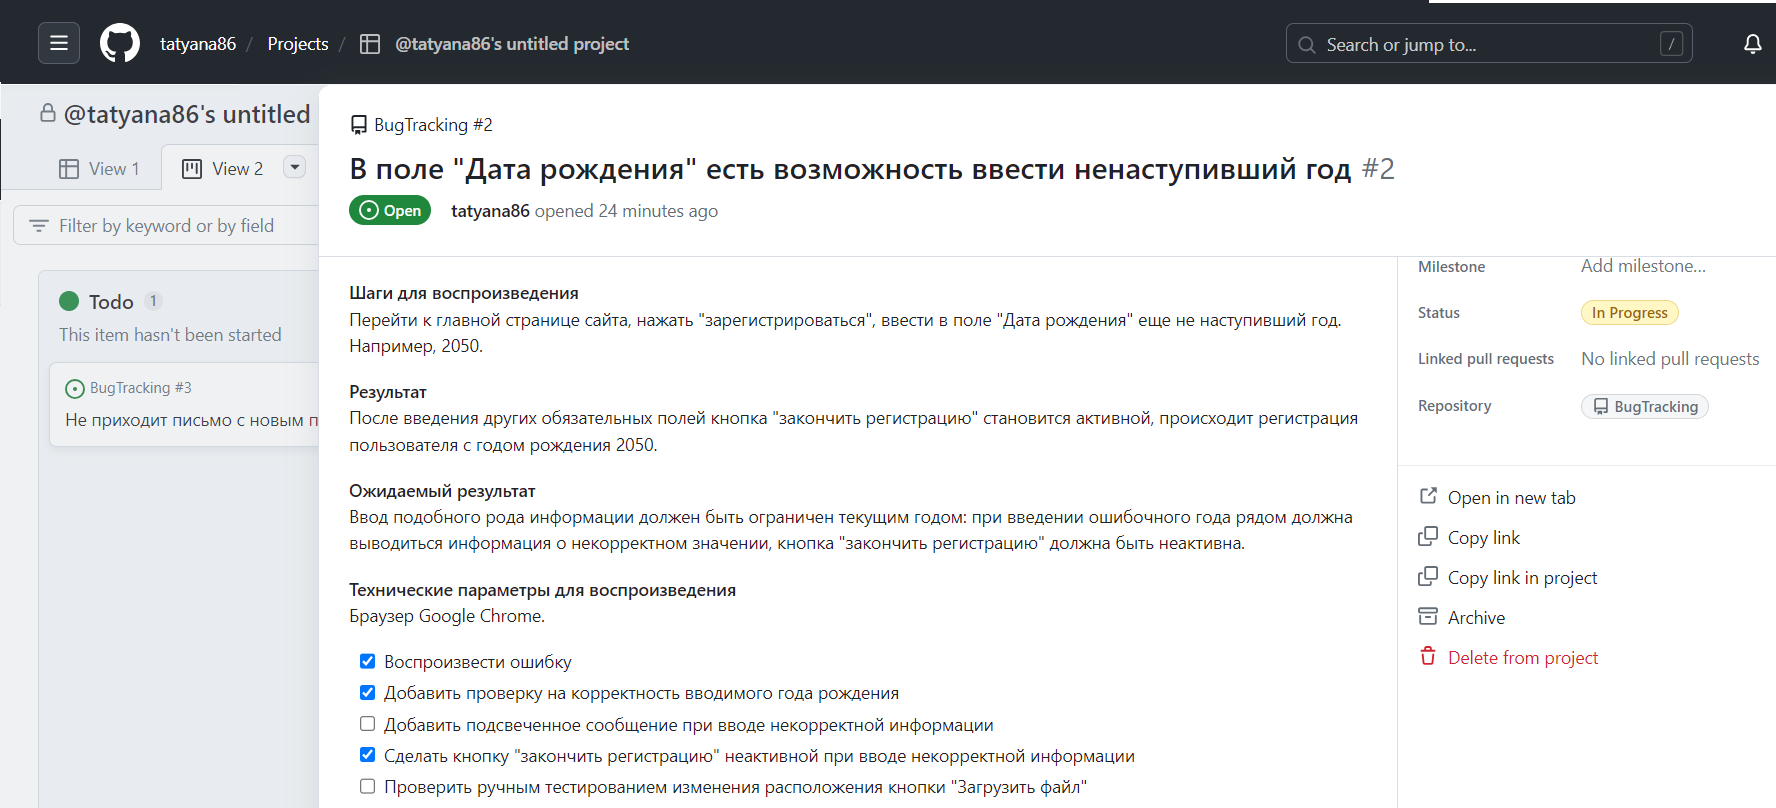 tatyana86 / Projects / @tatyana86's untitled project
Search or jump to... /
@tatyana86's untitled
View 1
View 2
Filter by keyword or by field
Todo 1
This item hasn't been started
BugTracking #3
Не приходит письмо с новым п
BugTracking #2
В поле "Дата рождения" есть возможность ввести ненаступивший год #2
Open tatyana86 opened 24 minutes ago
Шаги для воспроизведения
Перейти к главной странице сайта, нажать "зарегистрироваться", ввести в поле "Дата рождения" еще не наступивший год.
Например, 2050.
Результат
После введения других обязательных полей кнопка "закончить регистрацию" становится активной, происходит регистрация
пользователя с годом рождения 2050.
Ожидаемый результат
Ввод подобного рода информации должен быть ограничен текущим годом: при введении ошибочного года рядом должна
выводиться информация о некорректном значении, кнопка "закончить регистрацию" должна быть неактивна.
Технические параметры для воспроизведения
Браузер Google Chrome.
Воспроизвести ошибку
Добавить проверку на корректность вводимого года рождения
Добавить подсвеченное сообщение при вводе некорректной информации
Сделать кнопку "закончить регистрацию" неактивной при вводе некорректной информации
Проверить ручным тестированием изменения расположения кнопки "Загрузить файл"
Milestone Add milestone...
Status In Progress
Linked pull requests No linked pull requests
Repository BugTracking
Open in new tab
Copy link
Copy link in project
Archive
Delete from project